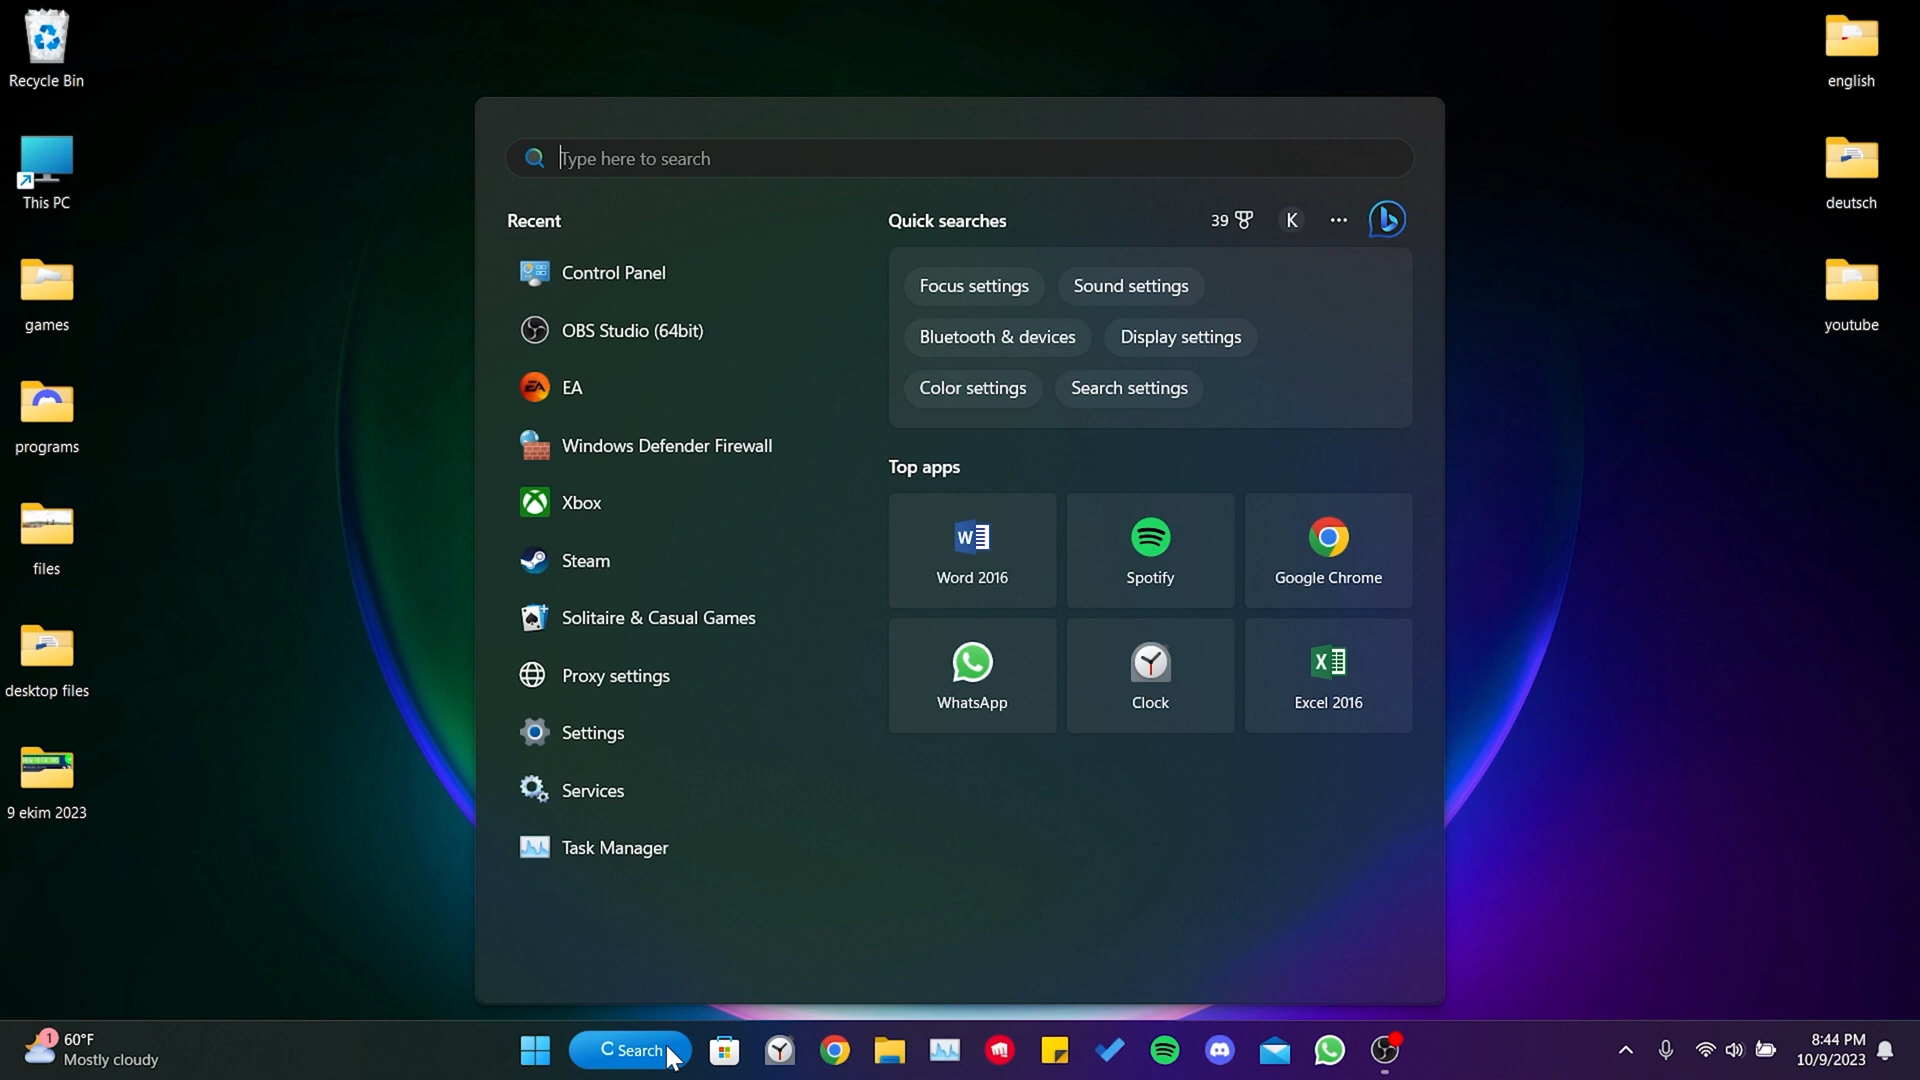 Recycle Bin
This PC
games
programs
files
desktop files
9 ekim 2023
english
deutsch
youtube
Type here to search
Recent
Control Panel
OBS Studio (64bit)
EA
Windows Defender Firewall
Xbox
Steam
Solitaire & Casual Games
Proxy settings
Settings
Services
Task Manager
Quick searches
39
K
Focus settings
Sound settings
Bluetooth & devices
Display settings
Color settings
Search settings
Top apps
Word 2016
Spotify
Google Chrome
WhatsApp
Clock
Excel 2016
1
60°F
Mostly cloudy
Search
8:44 PM
10/9/2023